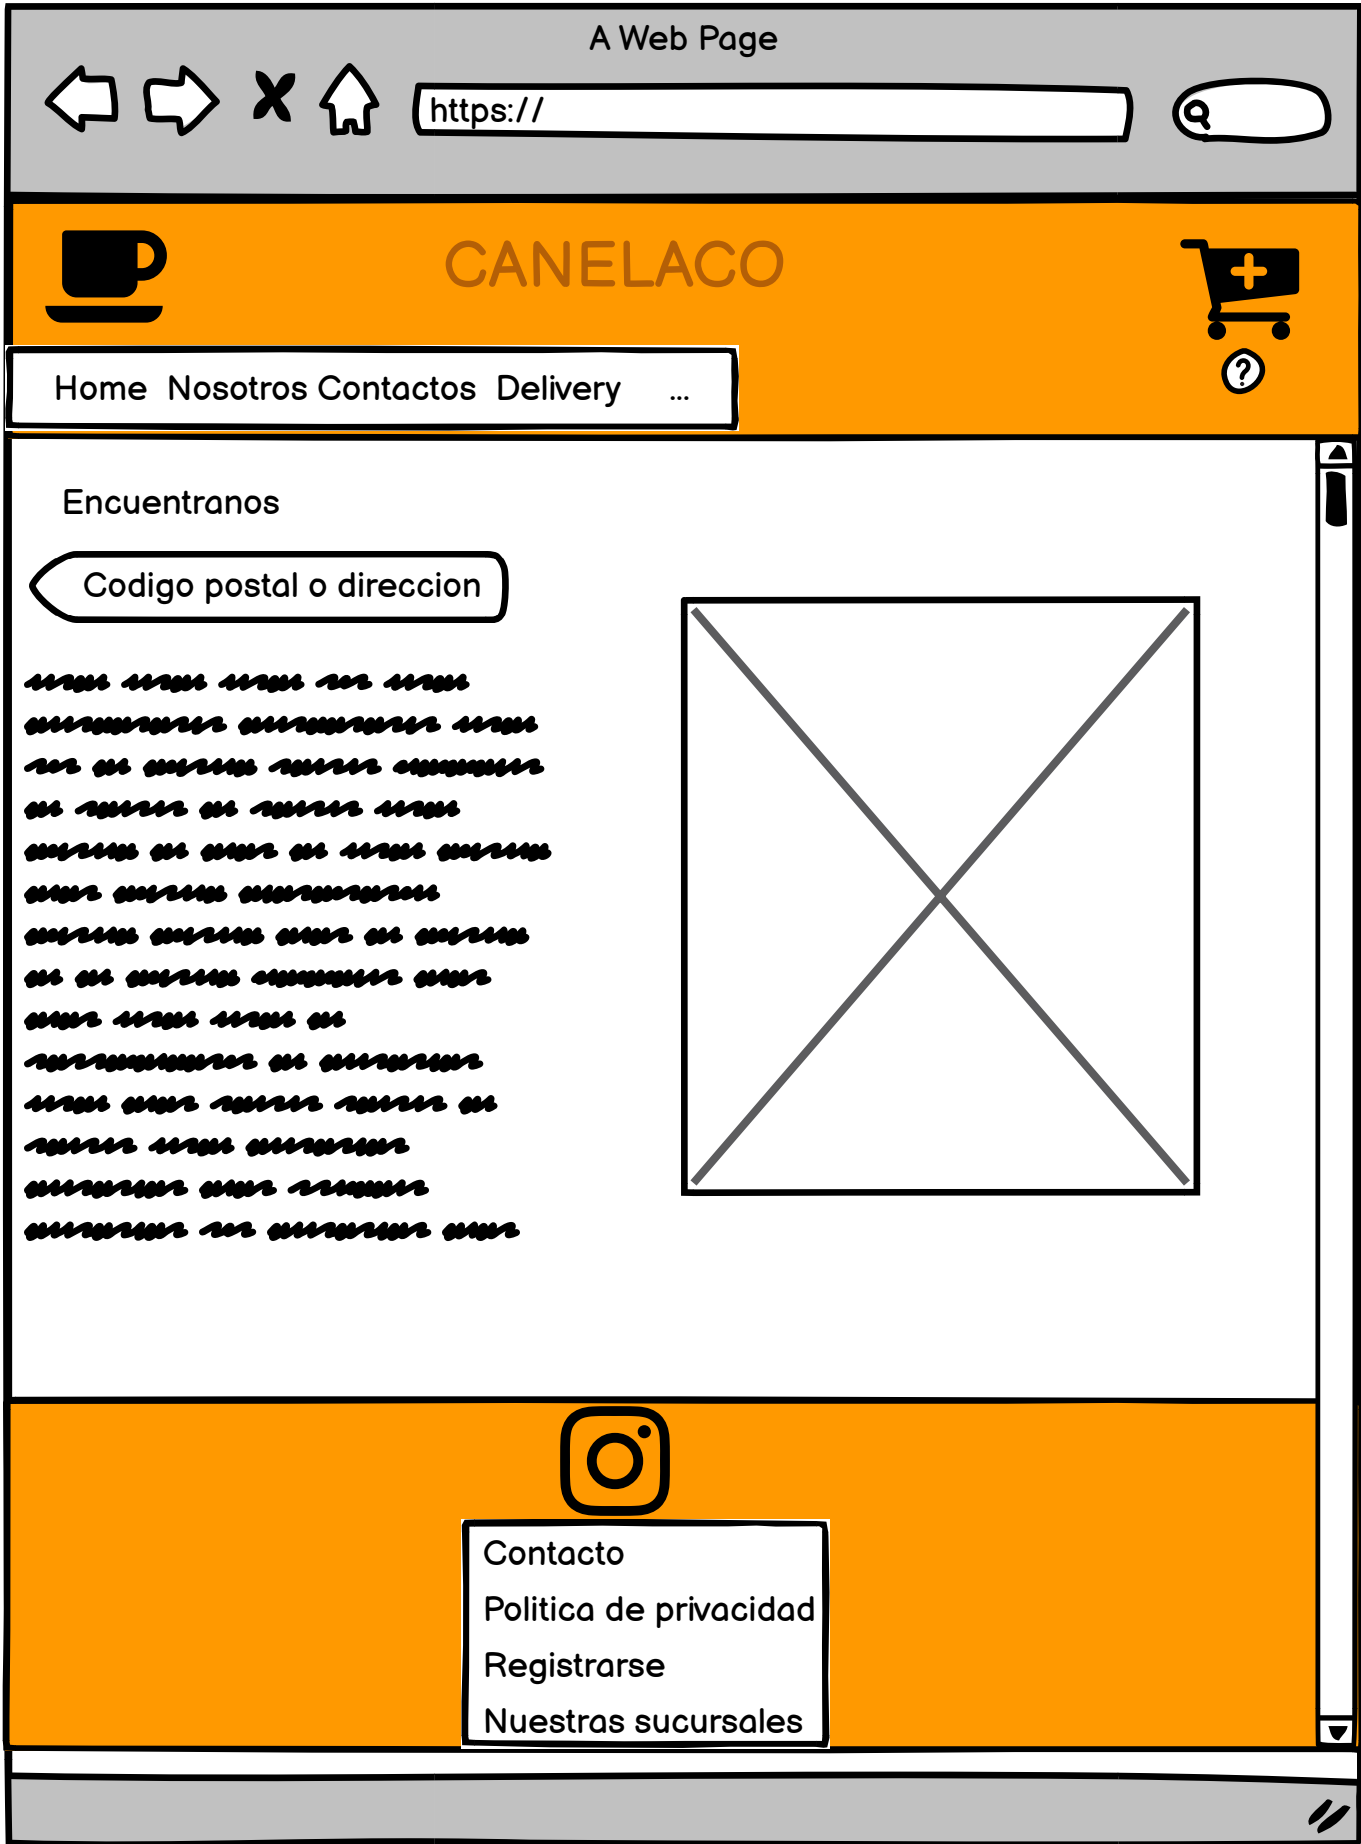 A Web Page
https://
CANELACO
?
Home Nosotros Contactos Delivery ...
Encuentranos
Codigo postal o direccion
Contacto
Politica de privacidad
Registrarse
Nuestras sucursales